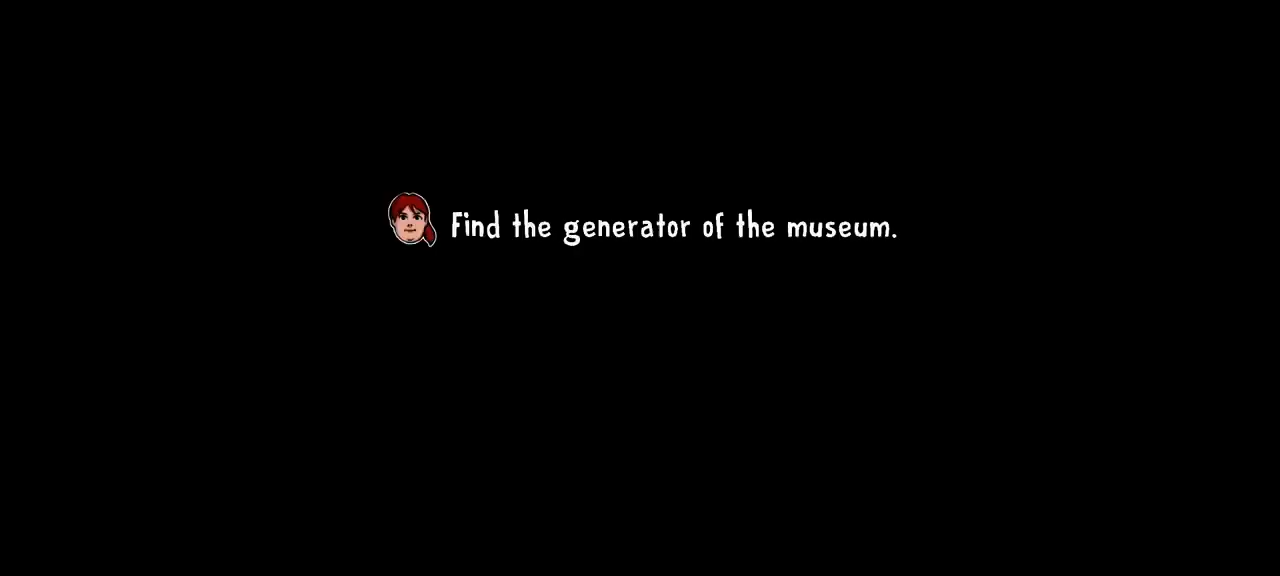 Find the generator of the museum.